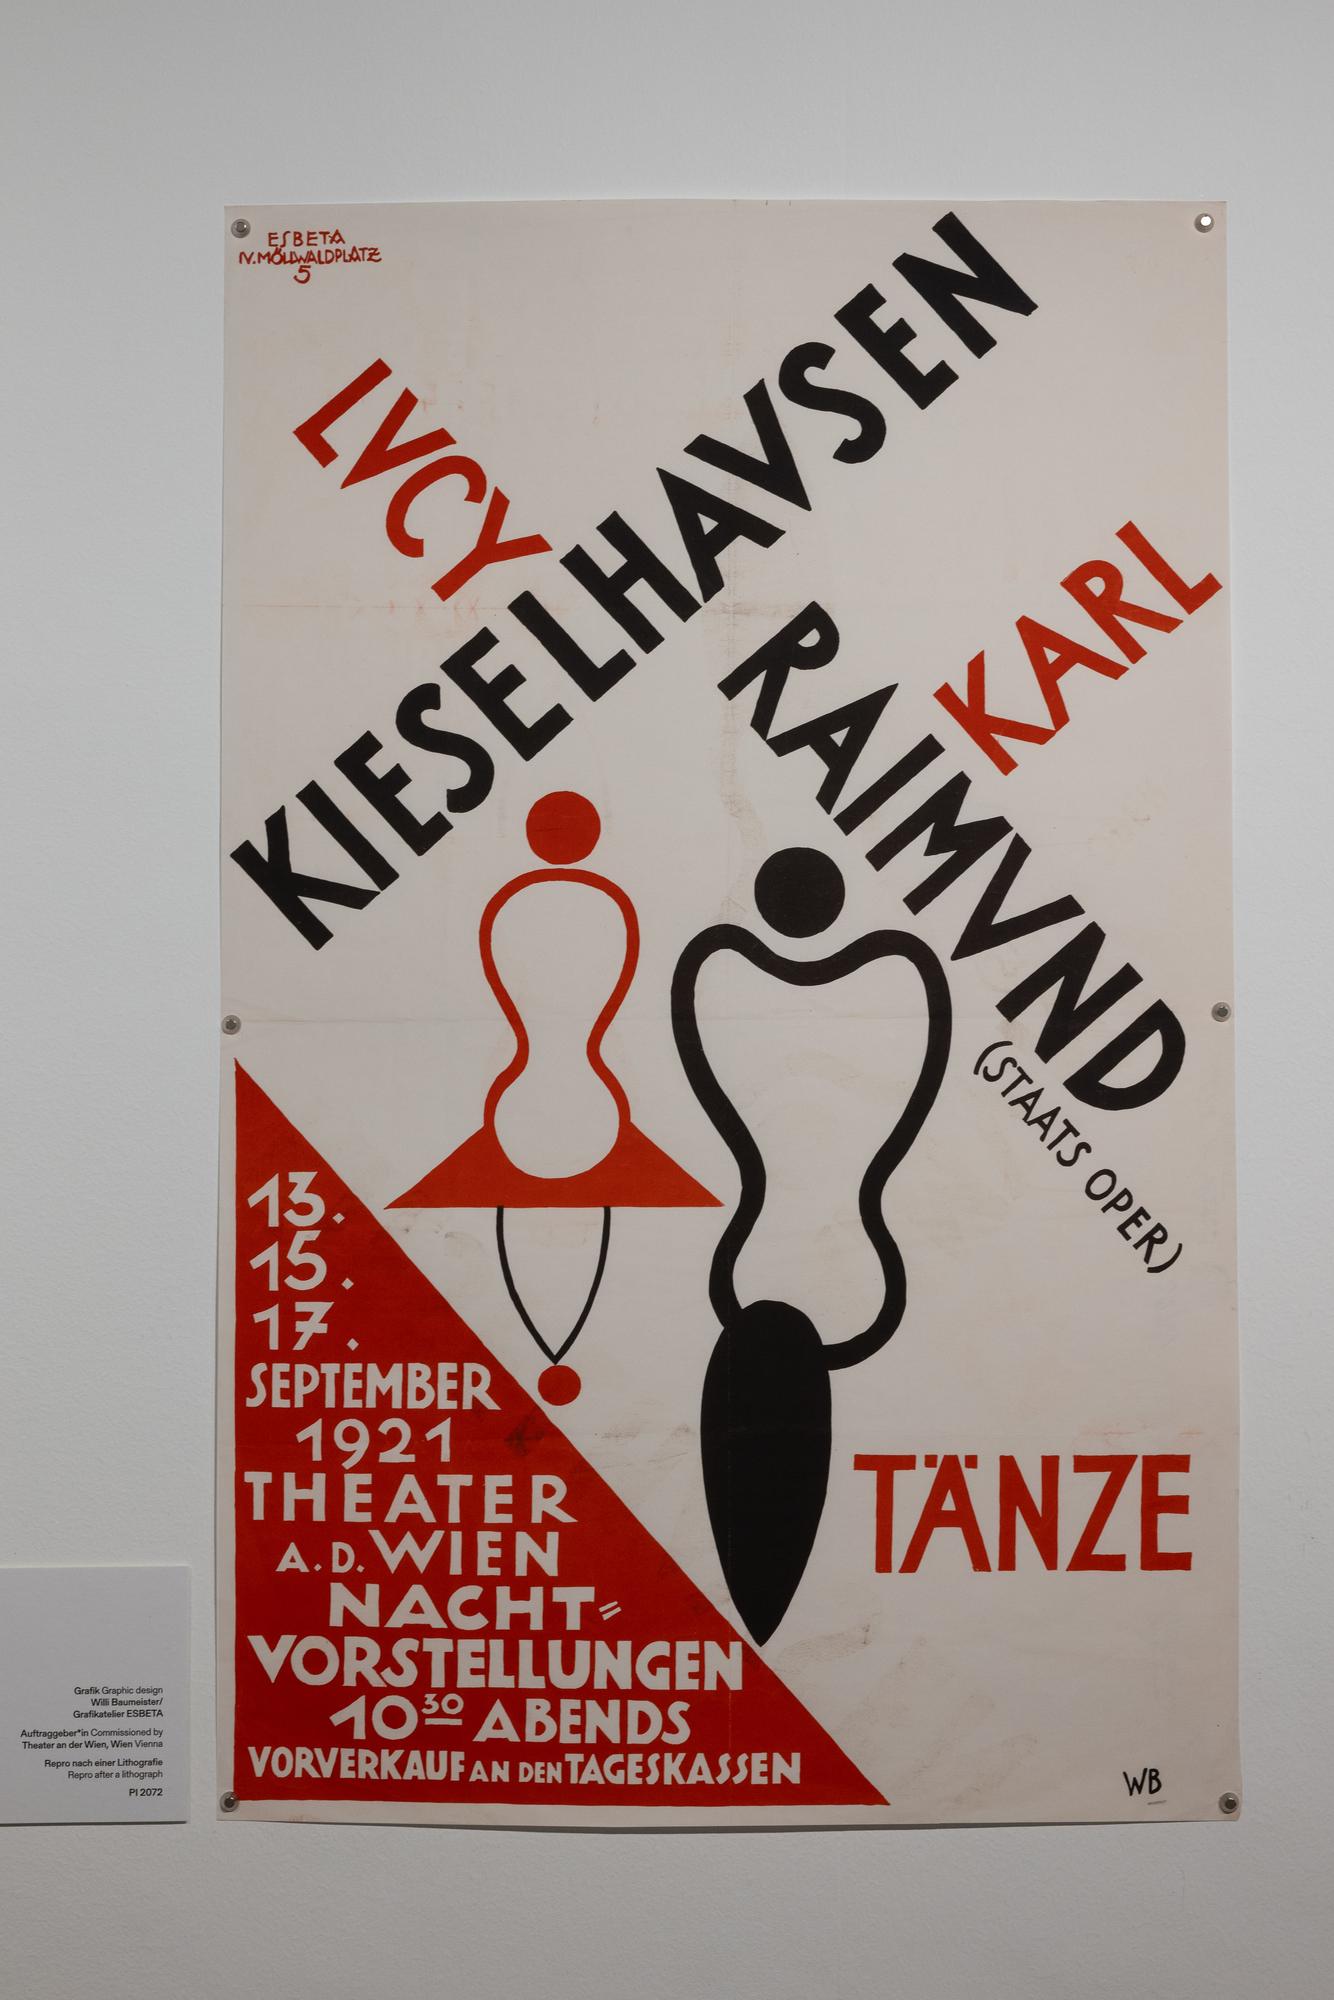 ESBETA
IV. MÖLLWALDPLATZ
5
LVCY
KIESELHAVSEN
KARL
RAIMVND
(STAATS OPER)
13.
15.
17.
SEPTEMBER
1921
THEATER
A. D. WIEN
NACHT=
VORSTELLUNGEN
10 30 ABENDS
VORVERKAUF AN DEN TAGESKASSEN
TÄNZE
WB
Grafik Graphic design
Willi Baumeister/
Grafikatelier ESBETA
Auftraggeber*in Commissioned by
Theater an der Wien, Wien Vienna
Repro nach einer Lithografie
Repro after a lithograph
PI 2072